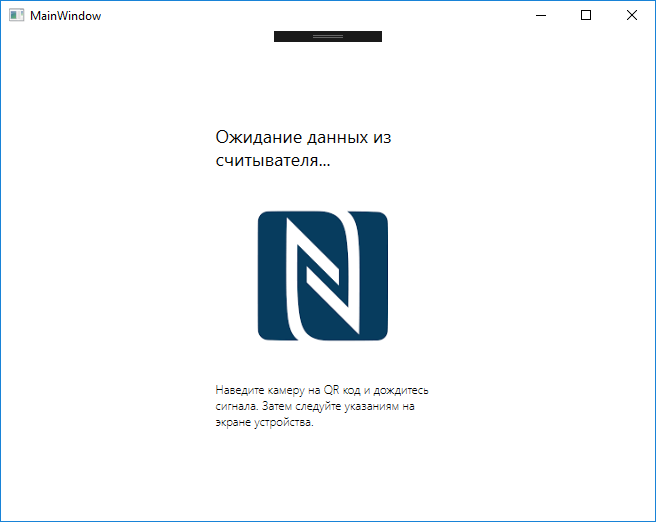 MainWindow
Ожидание данных из
считывателя...
Наведите камеру на QR код и дождитесь
сигнала. Затем следуйте указаниям на
экране устройства.